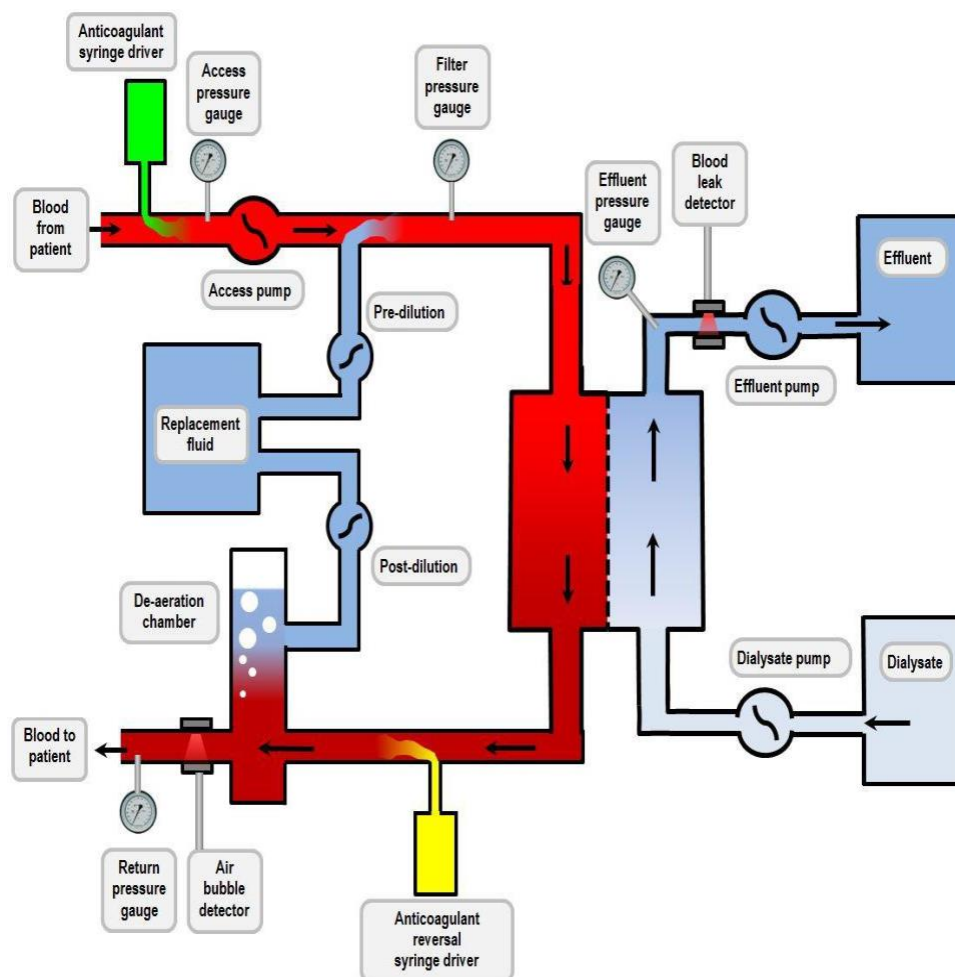 Anticoagulant
syringe driver
Access
pressure
gauge
Filter
pressure
gauge
Blood
leak
detector
Effluent
pressure
gauge
Blood
from
patient
Effluent
Access pump
Pre-dilution
Effluent pump
Replacement
fluid
Post-dilution
De-aeration
chamber
Dialysate pump
Dialysate
Blood to
patient
Return
pressure
gauge
Air
bubble
detector
Anticoagulant
reversal
syringe driver